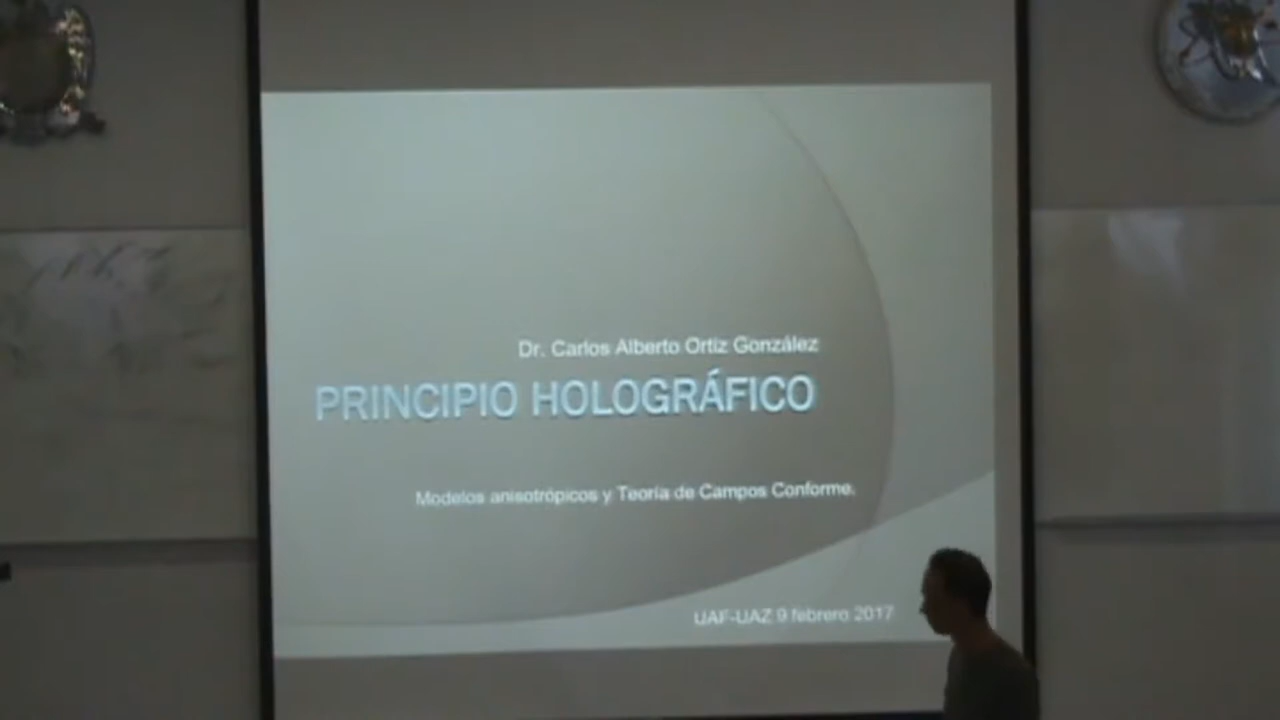 Dr. Carlos Alberto Ortiz González
PRINCIPIO HOLOGRÁFICO
Modelos anisotrópicos y Teoría de Campos Conforme.
UAF-UAZ 9 febrero 2017